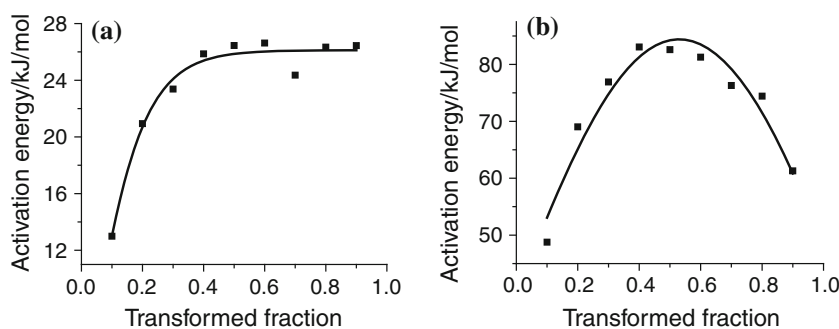 (a)
Activation energy/kJ/mol
28
24
20
16
12
0.0 0.2 0.4 0.6 0.8 1.0
Transformed fraction
(b)
Activation energy/kJ/mol
80
70
60
50
0.0 0.2 0.4 0.6 0.8 1.0
Transformed fraction